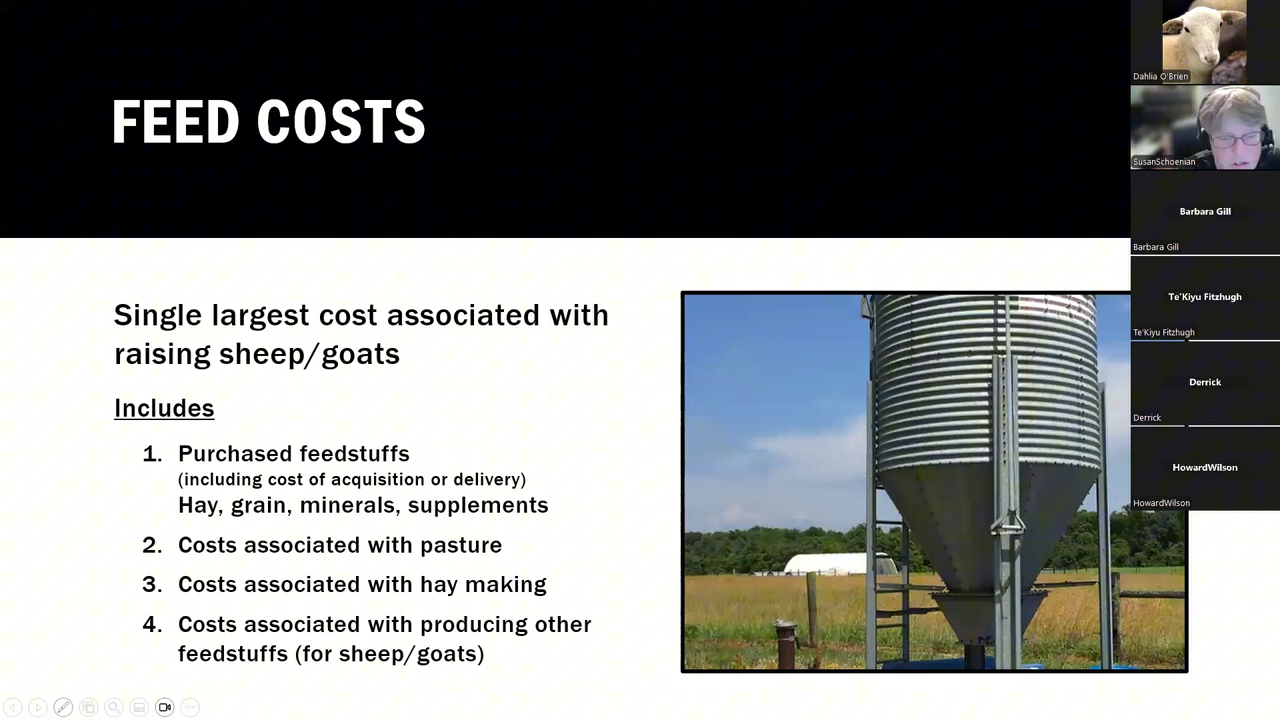 FEED COSTS
Single largest cost associated with
raising sheep/goats
Includes
1. Purchased feedstuffs
(including cost of acquisition or delivery)
Hay, grain, minerals, supplements
2. Costs associated with pasture
3. Costs associated with hay making
4. Costs associated with producing other
feedstuffs (for sheep/goats)
Dahlia O'Brien
SusanSchoenian
Barbara Gill
Barbara Gill
Te'Kiyu Fitzhugh
Te'Kiyu Fitzhugh
Derrick
Derrick
HowardWilson
HowardWilson